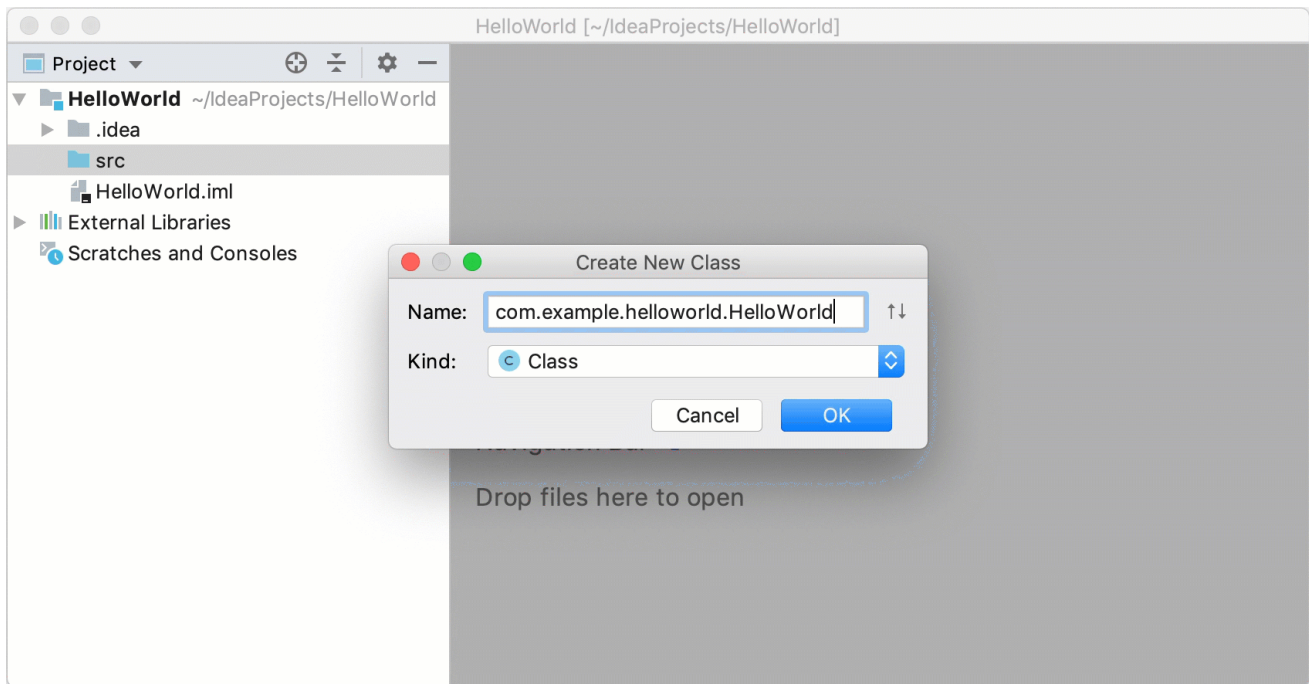 HelloWorld [~/IdeaProjects/HelloWorld]
Project
HelloWorld ~/IdeaProjects/HelloWorld
.idea
src
HelloWorld.iml
External Libraries
Scratches and Consoles
Create New Class
Name: com.example.helloworld.HelloWorld
Kind: C Class
Cancel OK
Drop files here to open